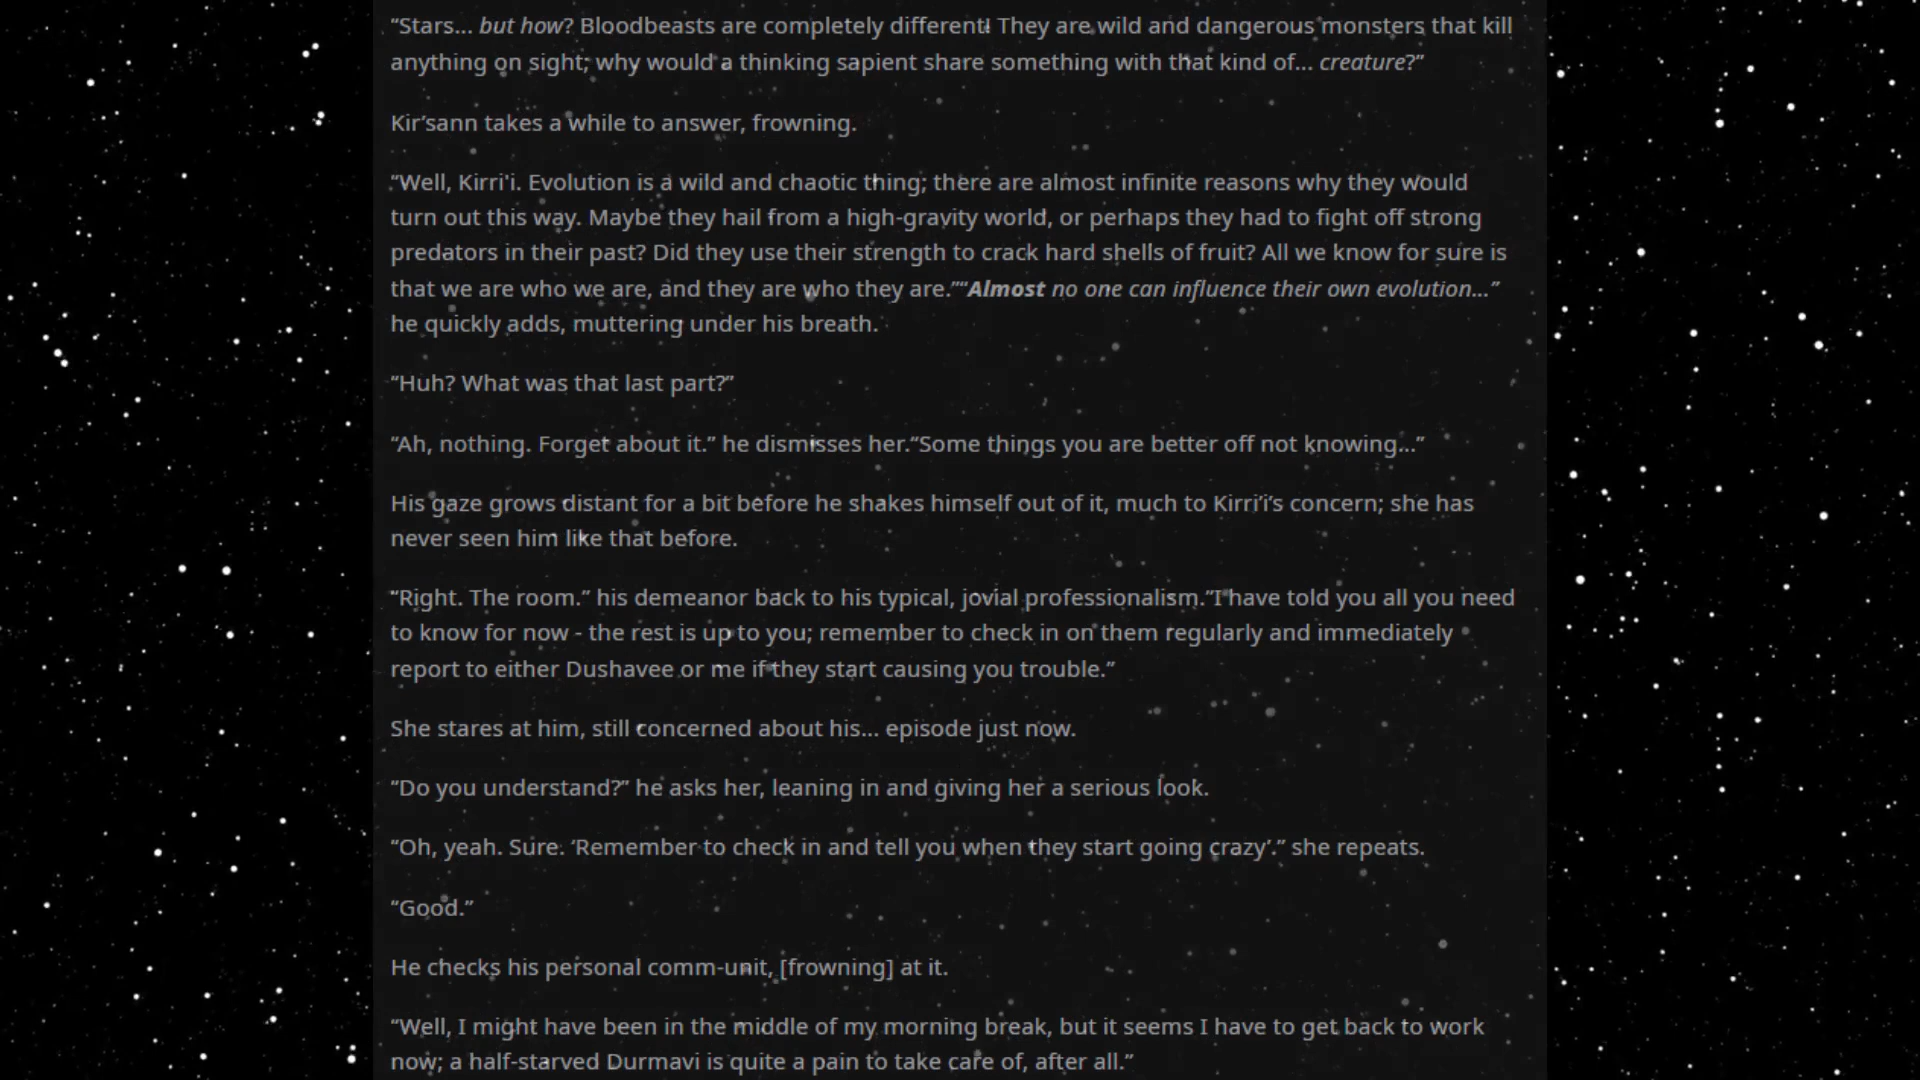 “Stars... but how? Bloodbeasts are completely different! They are wild and dangerous monsters that kill
anything on sight; why would a thinking sapient share something with that kind of... creature?”
Kir’sann takes a while to answer, frowning.
“Well, Kirri'i. Evolution is a wild and chaotic thing; there are almost infinite reasons why they would
turn out this way. Maybe they hail from a high-gravity world, or perhaps they had to fight off strong
predators in their past? Did they use their strength to crack hard shells of fruit? All we know for sure is
that we are who we are, and they are who they are.”“Almost no one can influence their own evolution...”
he quickly adds, muttering under his breath.
“Huh? What was that last part?”
“Ah, nothing. Forget about it.” he dismisses her.“Some things you are better off not knowing...”
His gaze grows distant for a bit before he shakes himself out of it, much to Kirri’i’s concern; she has
never seen him like that before.
“Right. The room.” his demeanor back to his typical, jovial professionalism.”I have told you all you need
to know for now - the rest is up to you; remember to check in on them regularly and immediately
report to either Dushavee or me if they start causing you trouble.”
She stares at him, still concerned about his... episode just now.
“Do you understand?” he asks her, leaning in and giving her a serious look.
“Oh, yeah. Sure. ‘Remember to check in and tell you when they start going crazy’.” she repeats.
“Good.”
He checks his personal comm-unit, [frowning] at it.
“Well, I might have been in the middle of my morning break, but it seems I have to get back to work
now; a half-starved Durmavi is quite a pain to take care of, after all.”